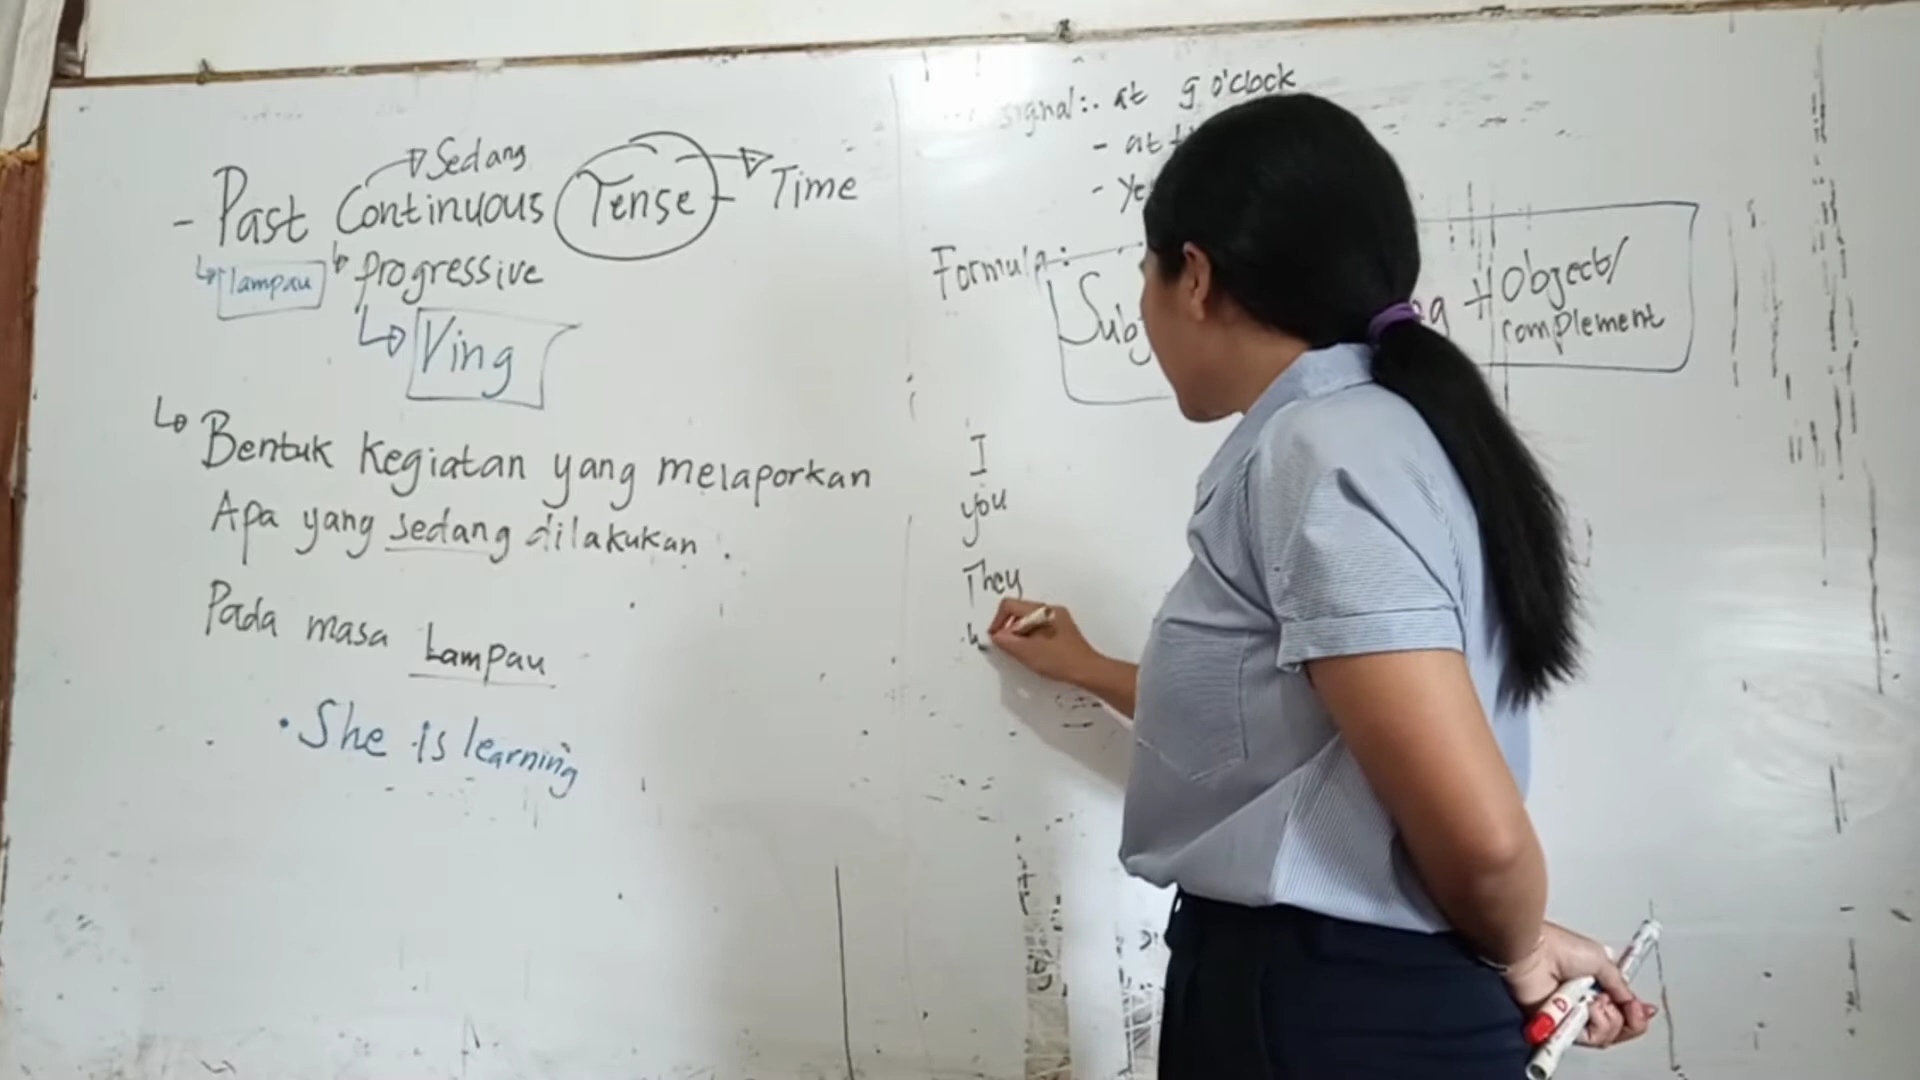 - Past Continuous Tense - Time
Sedang
lampau
progressive
Ving
Bentuk kegiatan yang melaporkan
Apa yang sedang dilakukan.
Pada masa Lampau
• She is learning
signal:. at 9 o'clock
- at
-
Formula:
+ Object/
complement
I
you
They